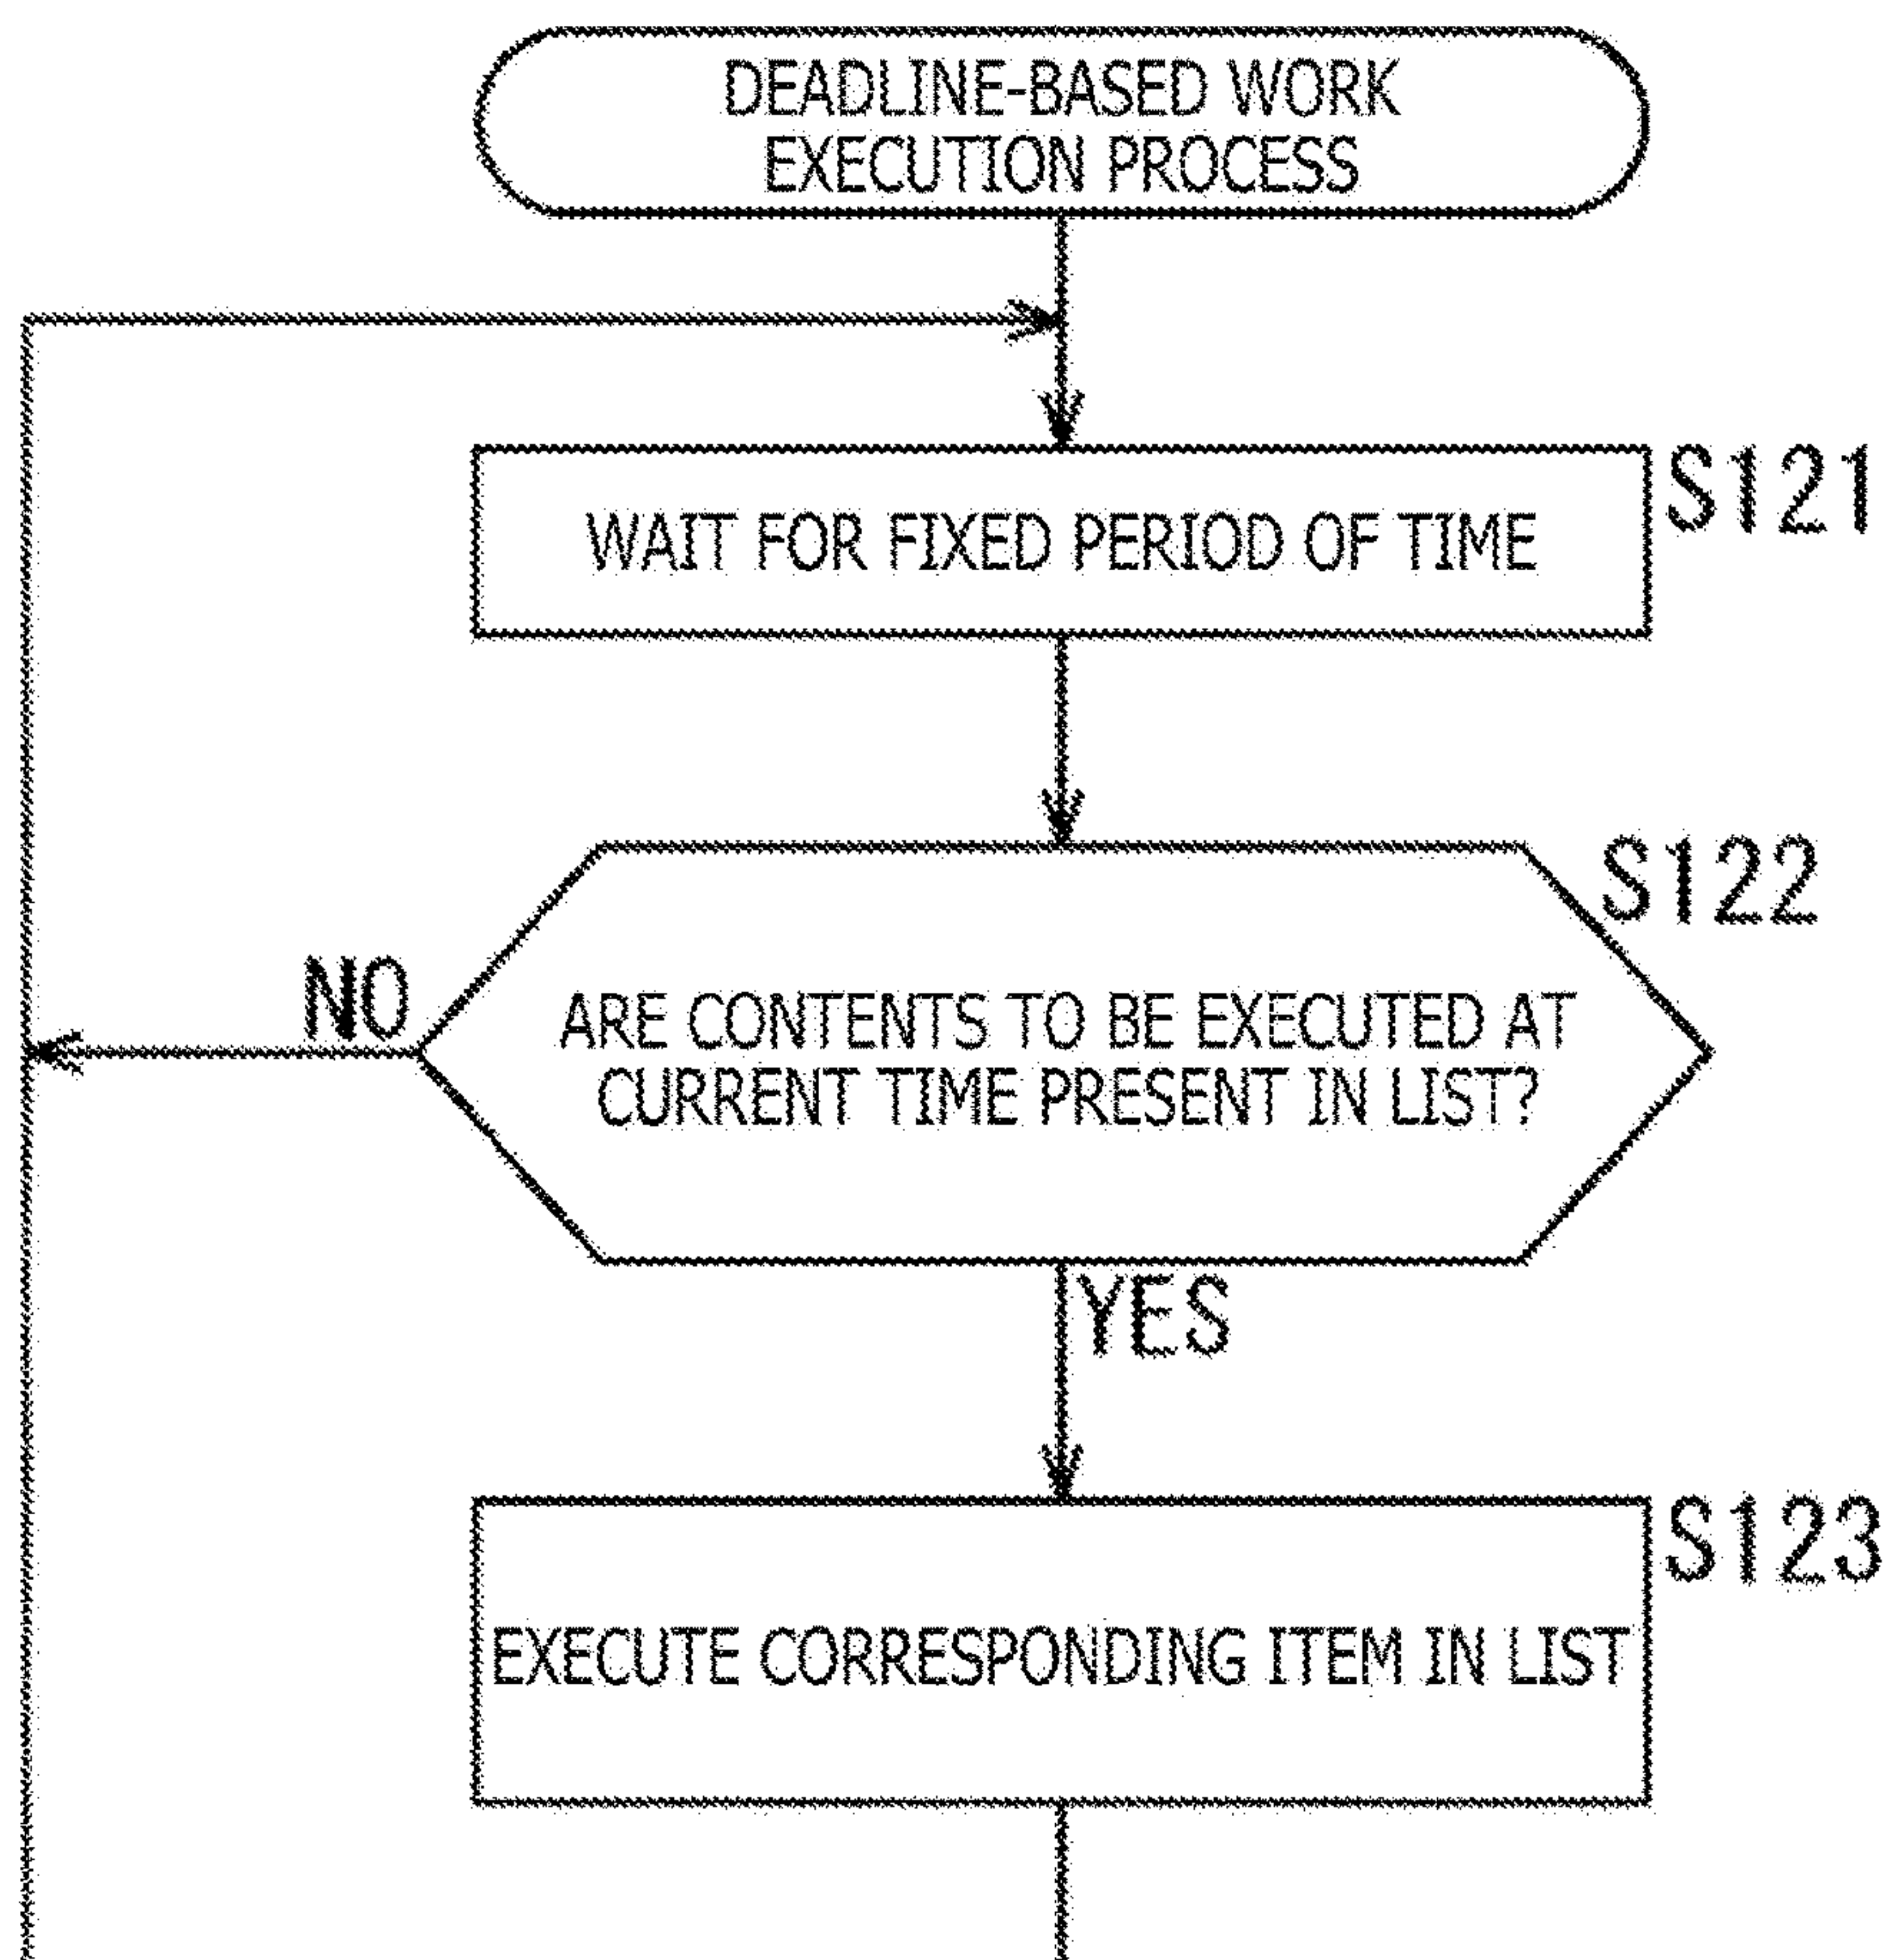 DEADLINE-BASED WORK
EXECUTION PROCESS
S121
WAIT FOR FIXED PERIOD OF TIME
S122
NO
ARE CONTENTS TO BE EXECUTED AT
CURRENT TIME PRESENT IN LIST?
YES
S123
EXECUTE CORRESPONDING ITEM IN LIST